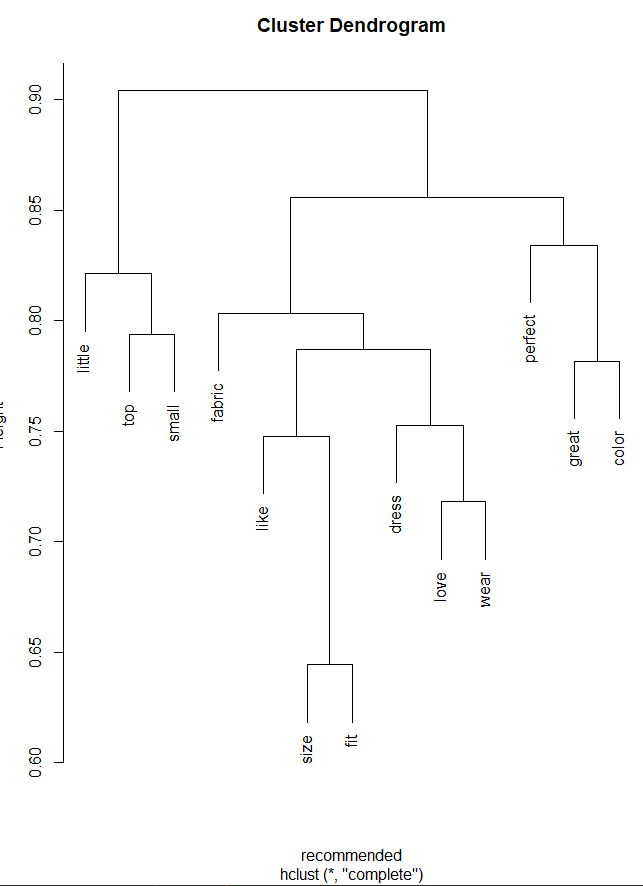 Cluster Dendrogram
0.90
0.85
0.80
0.75
0.70
0.65
0.60
little
top
small
fabric
like
size
fit
dress
love
wear
perfect
great
color
recommended
hclust (*, "complete")